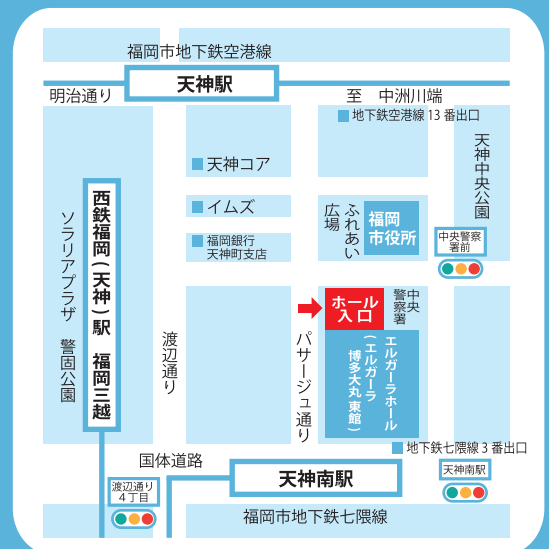 福岡市地下鉄空港線
天神駅
明治通り
至 中洲川端
地下鉄空港線13番出口
天神コア
天神中央公園
イムズ
ふれあい
広場
福岡
市役所
福岡銀行
天神町支店
中央警察
署前
西鉄福岡(天神)駅 福岡三越
ソラリアプラザ 警固公園
渡辺通り
パサージュ通り
ホール
入口
中央
警察署
エルガーラホール
(エルガーラ
博多大丸東館)
地下鉄七隈線3番出口
国体道路
天神南駅
天神南駅
渡辺通り
4丁目
福岡市地下鉄七隈線